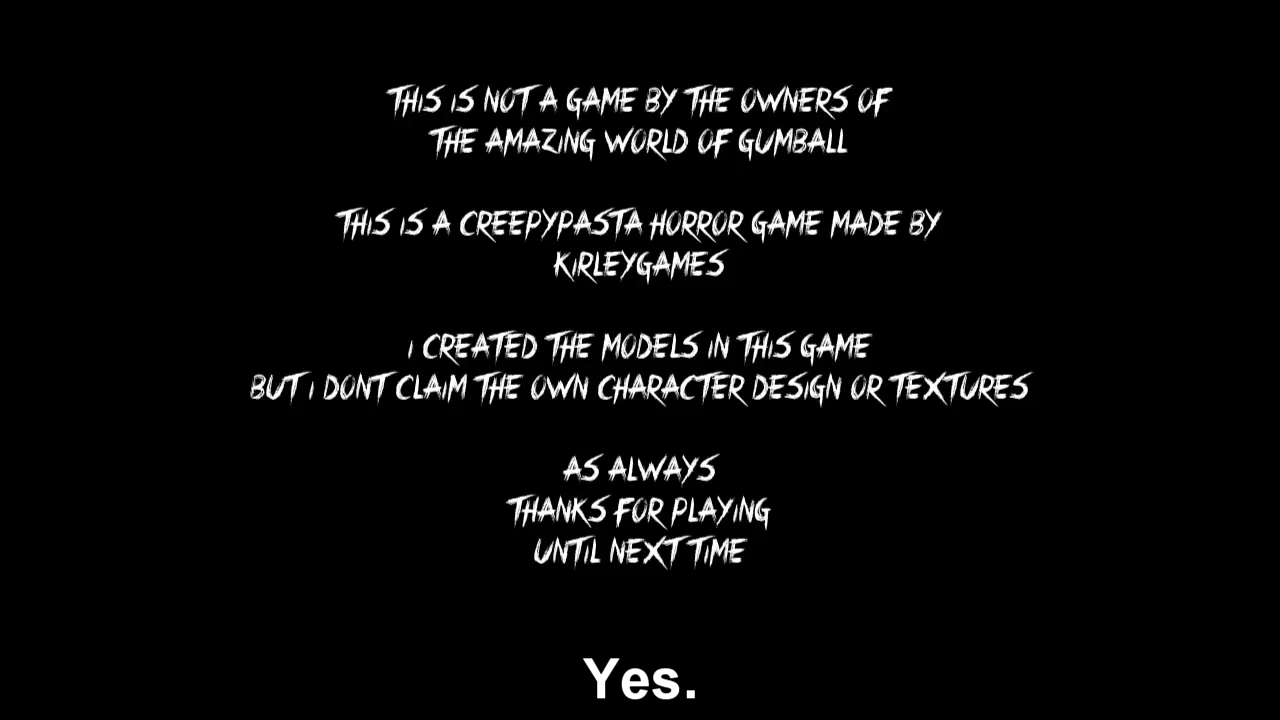 THIS IS NOT A GAME BY THE OWNERS OF
THE AMAZING WORLD OF GUMBALL
THIS IS A CREEPYPASTA HORROR GAME MADE BY
KIRLEYGAMES
I CREATED THE MODELS IN THIS GAME
BUT I DONT CLAIM THE OWN CHARACTER DESIGN OR TEXTURES
AS ALWAYS
THANKS FOR PLAYING
UNTIL NEXT TIME
Yes.